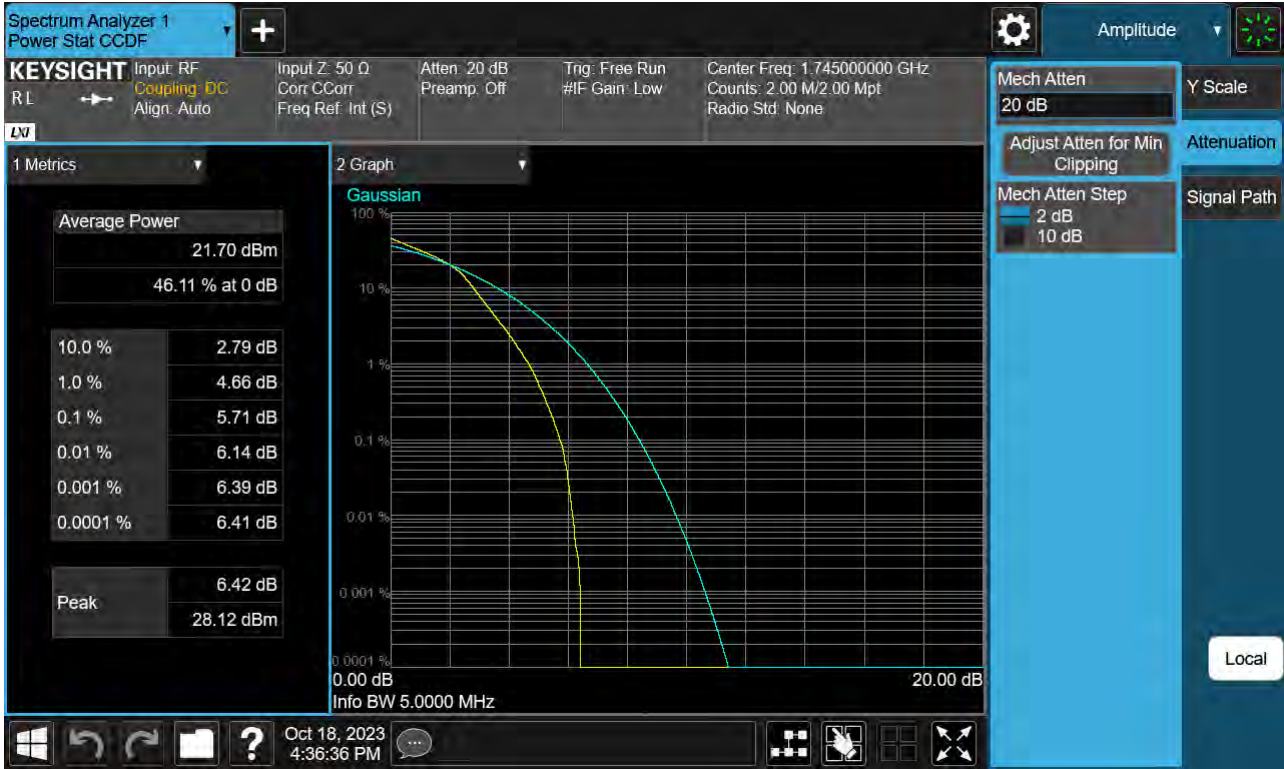 Spectrum Analyzer 1
Power Stat CCDF
+
Amplitude
KEYSIGHT
R L
LXI
Input: RF
Coupling: DC
Align: Auto
Input Z: 50 Ω
Corr CCorr
Freq Ref: Int (S)
Atten: 20 dB
Preamp: Off
Trig: Free Run
#IF Gain: Low
Center Freq: 1.745000000 GHz
Counts: 2.00 M/2.00 Mpt
Radio Std: None
1 Metrics
Average Power
21.70 dBm
46.11 % at 0 dB
10.0 % 2.79 dB
1.0 % 4.66 dB
0.1 % 5.71 dB
0.01 % 6.14 dB
0.001 % 6.39 dB
0.0001 % 6.41 dB
Peak
6.42 dB
28.12 dBm
2 Graph
Gaussian
100 %
10 %
1 %
0.1 %
0.01 %
0.001 %
0.0001 %
0.00 dB 20.00 dB
Info BW 5.0000 MHz
Mech Atten
20 dB
Adjust Atten for Min
Clipping
Mech Atten Step
2 dB
10 dB
Y Scale
Attenuation
Signal Path
Local
?
Oct 18, 2023
4:36:36 PM